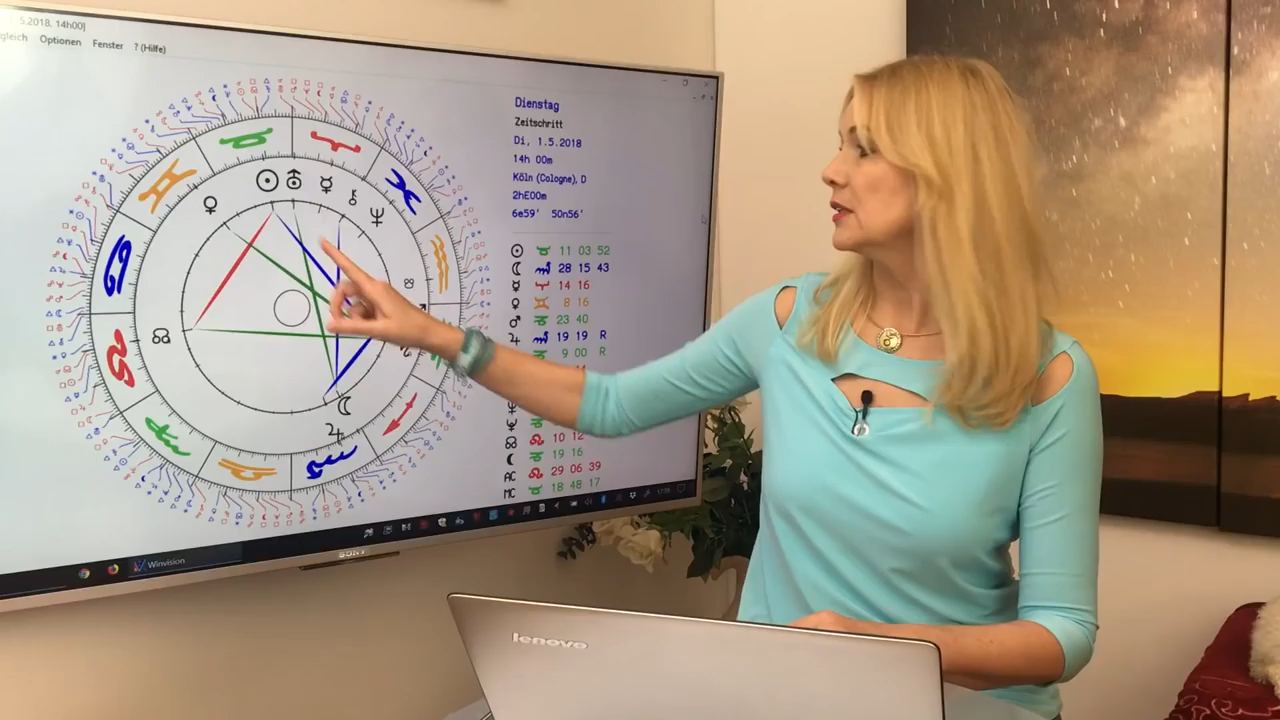 5.2018, 14h00]
gleich Optionen Fenster ? (Hilfe)
Dienstag
Zeitschritt
Di, 1.5.2018
14h 00m
Köln (Cologne), D
2hE00m
6e59' 50n56'
11 03 52
28 15 43
14 16
8 16
23 40
19 19 R
9 00 R
10 12
19 16
AC 29 06 39
MC 18 48 17
Winvision
SONY
lenovo